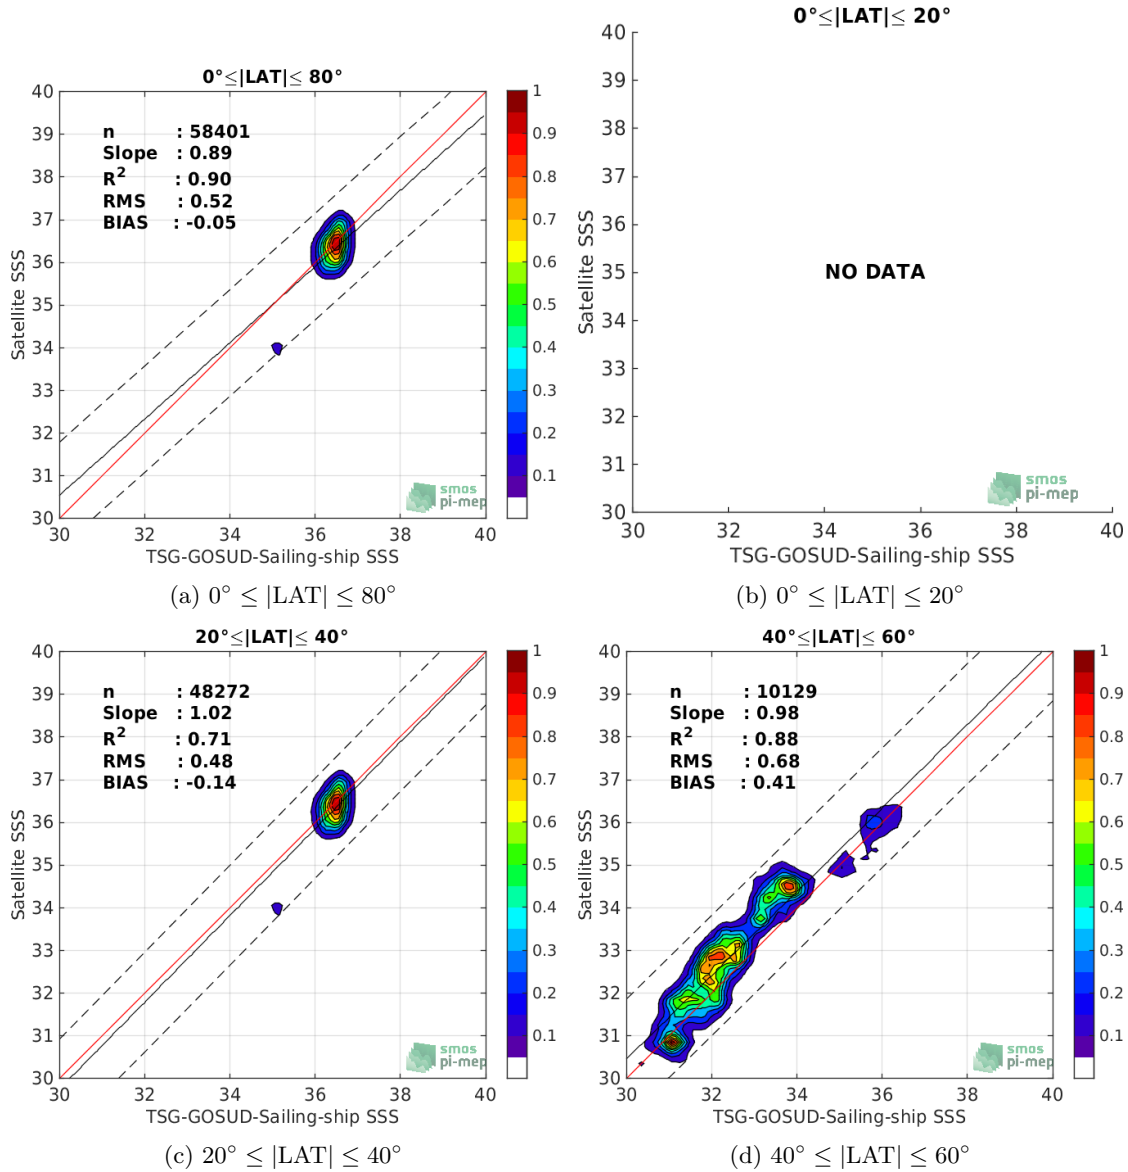 0°≤|LAT|≤ 80°
40
39
38
37
36
35
34
33
32
31
30
Satellite SSS
n : 58401
Slope : 0.89
R² : 0.90
RMS : 0.52
BIAS : -0.05
smos
pi-mep
30
32
34
36
38
40
TSG-GOSUD-Sailing-ship SSS
1
0.9
0.8
0.7
0.6
0.5
0.4
0.3
0.2
0.1
(a) 0° ≤ |LAT| ≤ 80°
0°≤|LAT|≤ 20°
40
39
38
37
36
35
34
33
32
31
30
Satellite SSS
NO DATA
smos
pi-mep
30
32
34
36
38
40
TSG-GOSUD-Sailing-ship SSS
(b) 0° ≤ |LAT| ≤ 20°
20°≤|LAT|≤ 40°
40
39
38
37
36
35
34
33
32
31
30
Satellite SSS
n : 48272
Slope : 1.02
R² : 0.71
RMS : 0.48
BIAS : -0.14
smos
pi-mep
30
32
34
36
38
40
TSG-GOSUD-Sailing-ship SSS
1
0.9
0.8
0.7
0.6
0.5
0.4
0.3
0.2
0.1
(c) 20° ≤ |LAT| ≤ 40°
40°≤|LAT|≤ 60°
40
39
38
37
36
35
34
33
32
31
30
Satellite SSS
n : 10129
Slope : 0.98
R² : 0.88
RMS : 0.68
BIAS : 0.41
smos
pi-mep
30
32
34
36
38
40
TSG-GOSUD-Sailing-ship SSS
1
0.9
0.8
0.7
0.6
0.5
0.4
0.3
0.2
0.1
(d) 40° ≤ |LAT| ≤ 60°